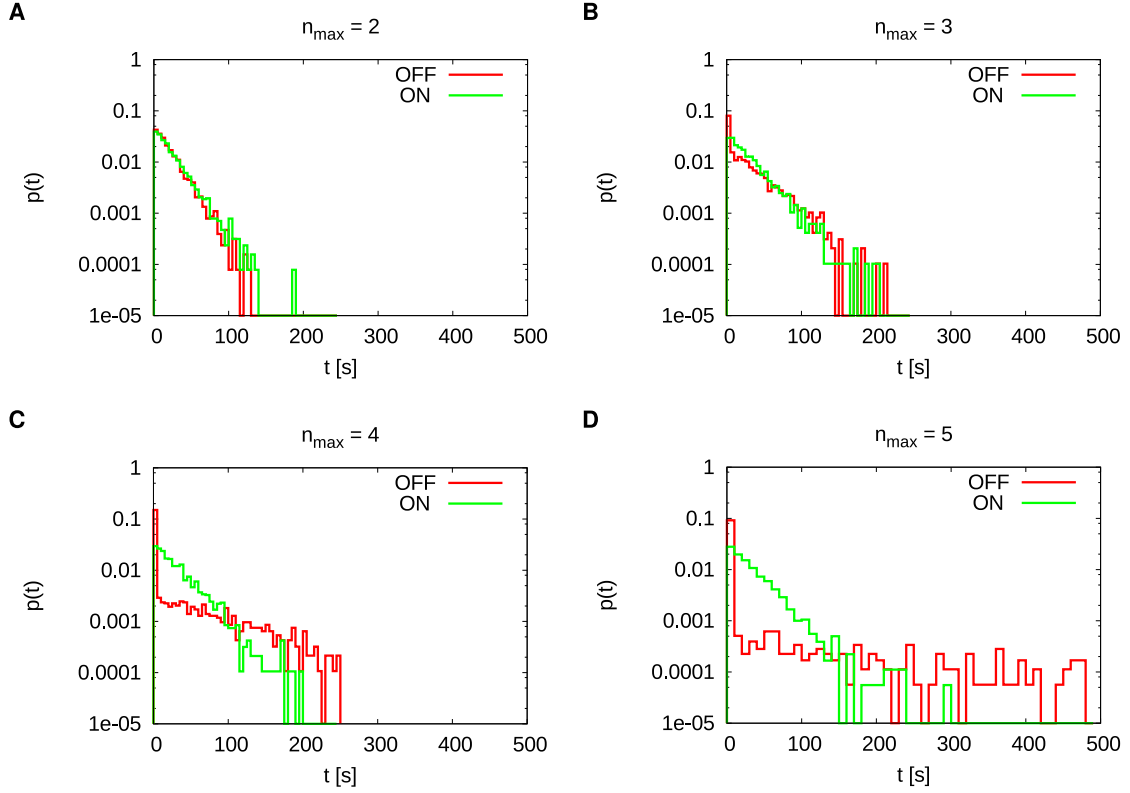 A
n_max = 2
1
0.1
0.01
0.001
0.0001
1e-05
p(t)
OFF
ON
0 100 200 300 400 500
t [s]
B
n_max = 3
1
0.1
0.01
0.001
0.0001
1e-05
p(t)
OFF
ON
0 100 200 300 400 500
t [s]
C
n_max = 4
1
0.1
0.01
0.001
0.0001
1e-05
p(t)
OFF
ON
0 100 200 300 400 500
t [s]
D
n_max = 5
1
0.1
0.01
0.001
0.0001
1e-05
p(t)
OFF
ON
0 100 200 300 400 500
t [s]